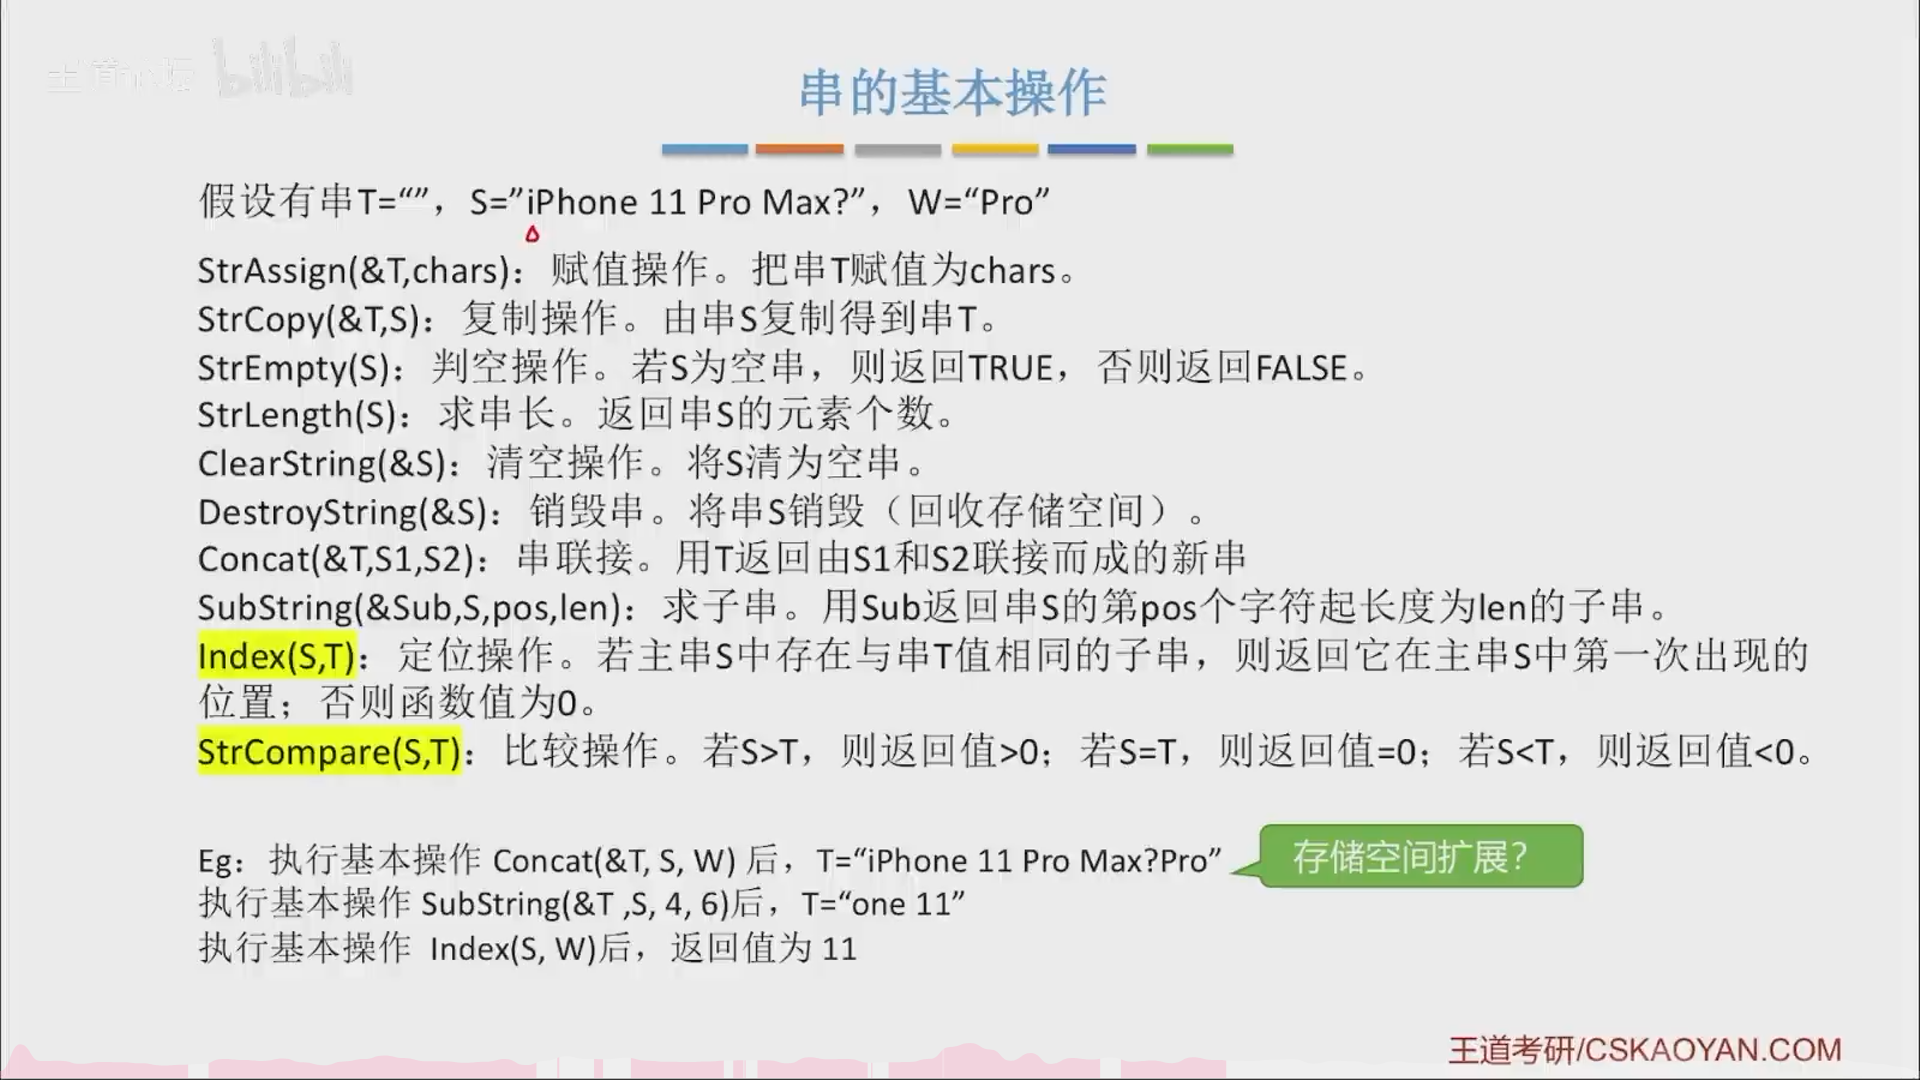 王道论坛 bilibili
串的基本操作
假设有串T=“”，S=”iPhone 11 Pro Max?”，W=“Pro”
StrAssign(&T,chars)：赋值操作。把串T赋值为chars。
StrCopy(&T,S)：复制操作。由串S复制得到串T。
StrEmpty(S)：判空操作。若S为空串，则返回TRUE，否则返回FALSE。
StrLength(S)：求串长。返回串S的元素个数。
ClearString(&S)：清空操作。将S清为空串。
DestroyString(&S)：销毁串。将串S销毁（回收存储空间）。
Concat(&T,S1,S2)：串联接。用T返回由S1和S2联接而成的新串
SubString(&Sub,S,pos,len)：求子串。用Sub返回串S的第pos个字符起长度为len的子串。
Index(S,T)：定位操作。若主串S中存在与串T值相同的子串，则返回它在主串S中第一次出现的
位置；否则函数值为0。
StrCompare(S,T)：比较操作。若S>T，则返回值>0；若S=T，则返回值=0；若S<T，则返回值<0。
Eg：执行基本操作 Concat(&T, S, W) 后，T=“iPhone 11 Pro Max?Pro”
存储空间扩展？
执行基本操作 SubString(&T ,S, 4, 6)后，T=“one 11”
执行基本操作 Index(S, W)后，返回值为 11
王道考研/CSKAOYAN.COM